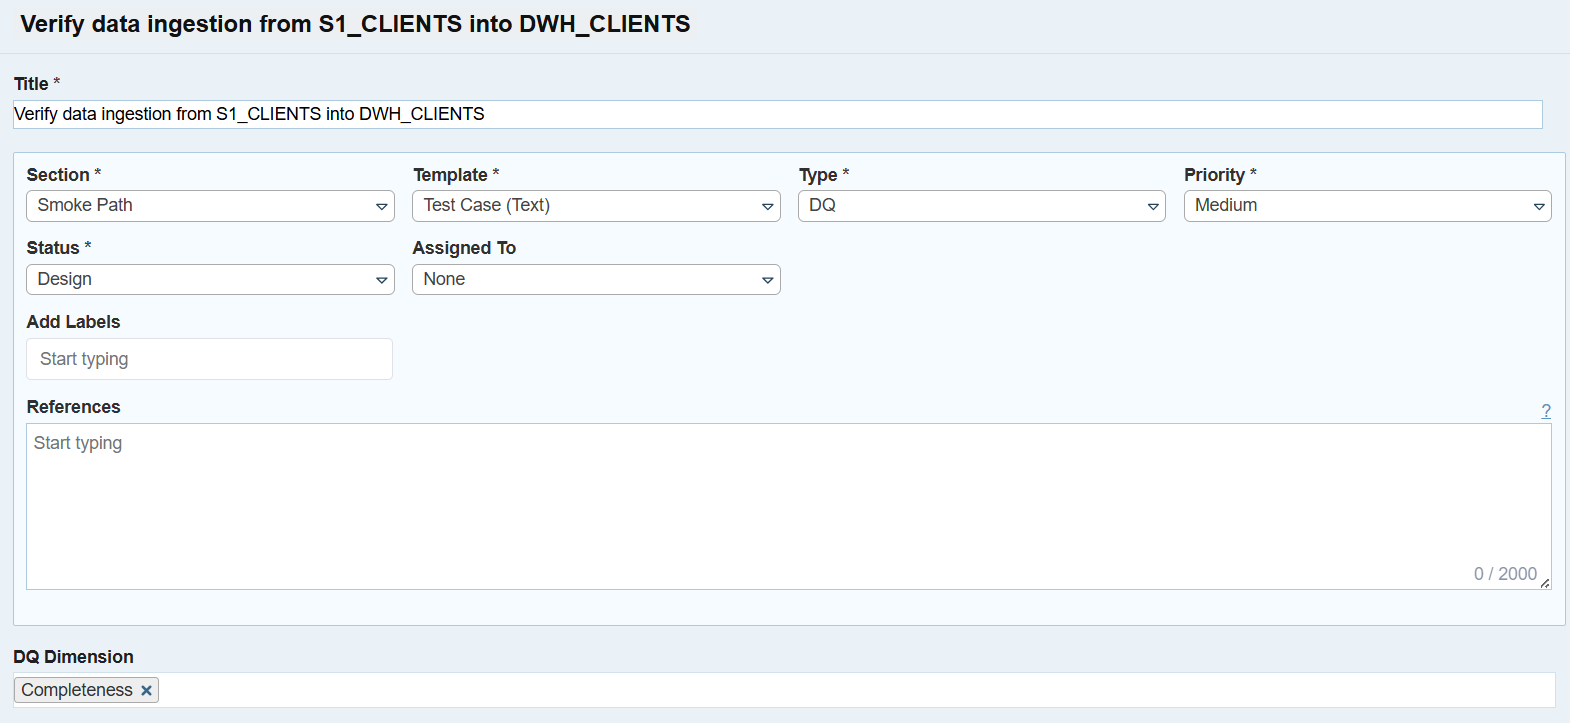 Verify data ingestion from S1_CLIENTS into DWH_CLIENTS
Title *
Verify data ingestion from S1_CLIENTS into DWH_CLIENTS
Section * Template * Type * Priority *
Smoke Path Test Case (Text) DQ Medium
Status * Assigned To
Design None
Add Labels
Start typing
References ?
Start typing
0 / 2000
DQ Dimension
Completeness ×